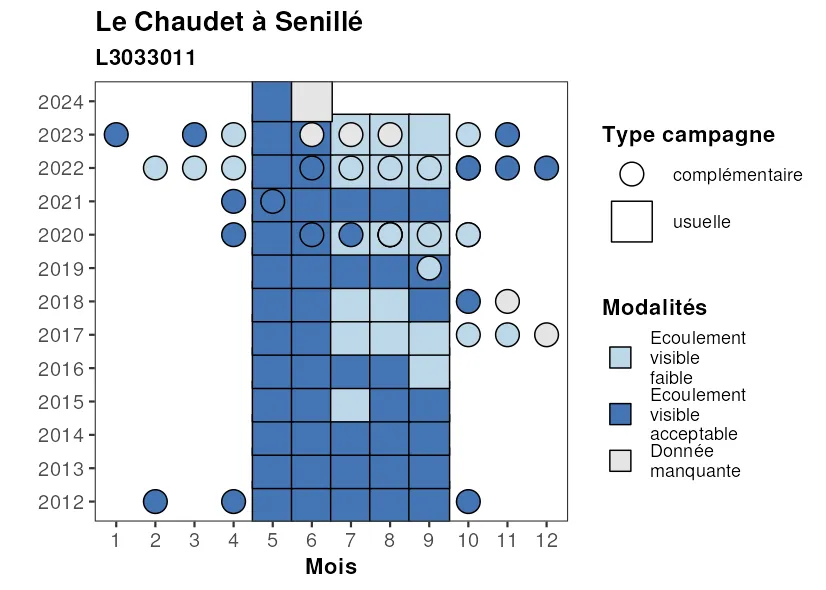 Le Chaudet à Senillé
L3033011
2024
2023
2022
2021
2020
2019
2018
2017
2016
2015
2014
2013
2012
1 2 3 4 5 6 7 8 9 10 11 12
Mois
Type campagne
complémentaire
usuelle
Modalités
Ecoulement
visible
faible
Ecoulement
visible
acceptable
Donnée
manquante